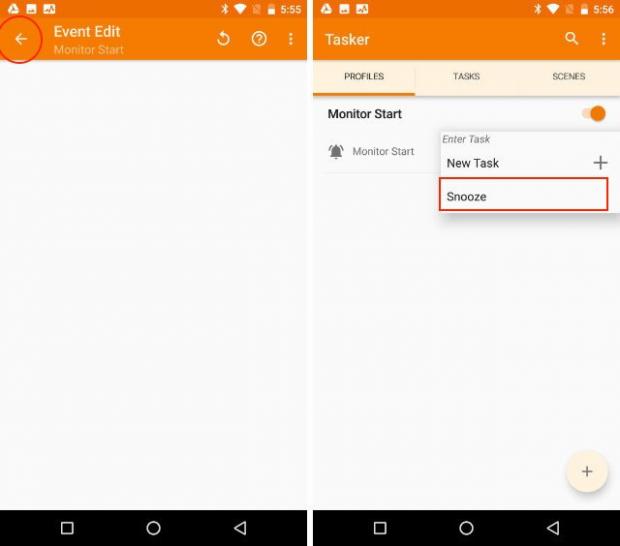 5:55
Event Edit
Monitor Start
5:56
Tasker
PROFILES TASKS SCENES
Monitor Start
Monitor Start
Enter Task
New Task
Snooze